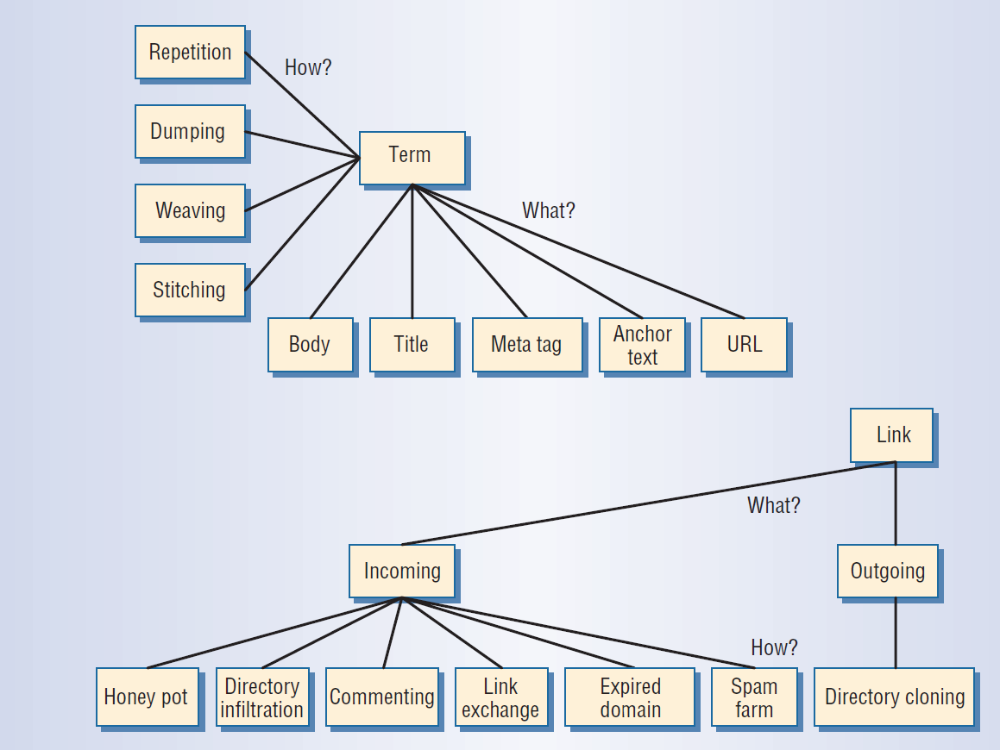 Repetition
How?
Dumping
Term
Weaving
What?
Stitching
Body
Title
Meta tag
Anchor
text
URL
Link
What?
Incoming
Outgoing
How?
Honey pot
Directory
infiltration
Commenting
Link
exchange
Expired
domain
Spam
farm
Directory cloning